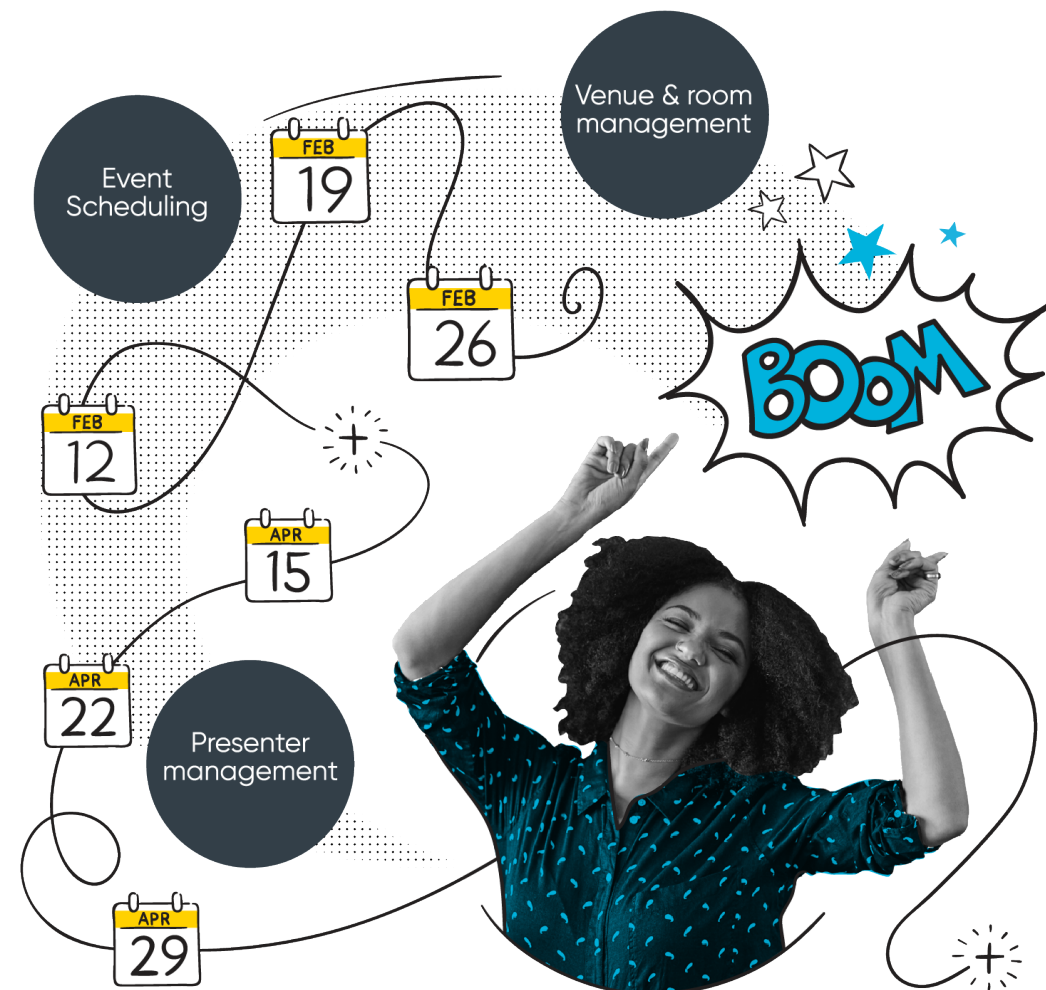 Venue & room
management
Event
Scheduling
FEB
19
FEB
26
BOOM
FEB
12
APR
15
APR
22
Presenter
management
APR
29